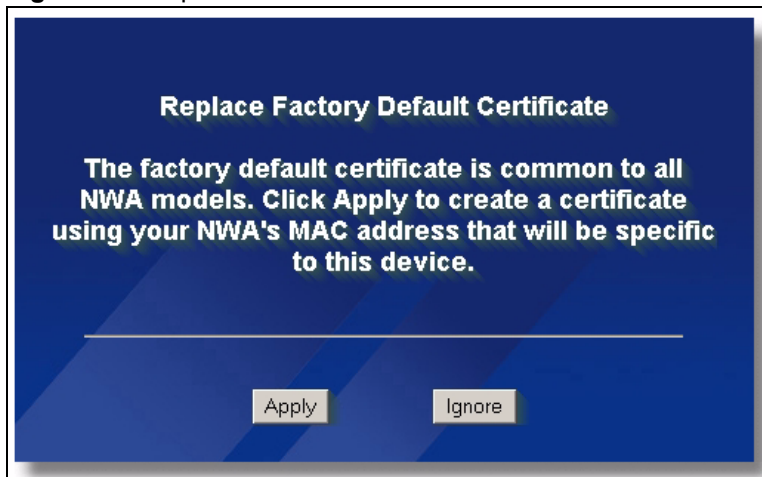 Replace Factory Default Certificate
The factory default certificate is common to all
NWA models. Click Apply to create a certificate
using your NWA's MAC address that will be specific
to this device.
Apply
Ignore